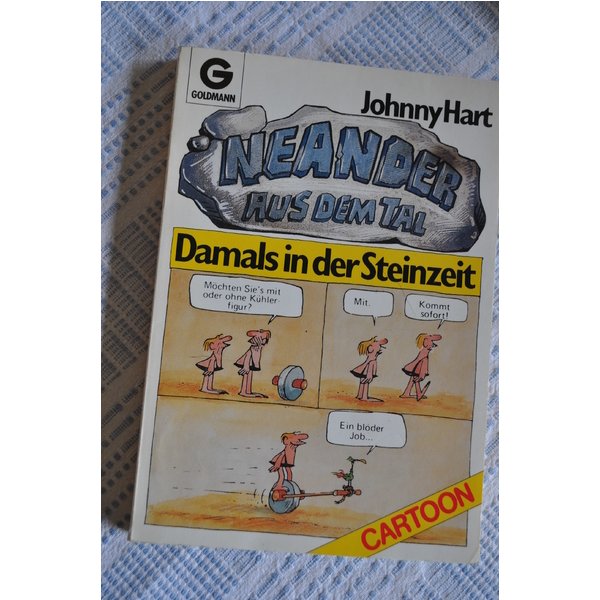 G
GOLDMANN
Johnny Hart
NEANDER
AUS DEM TAL
Damals in der Steinzeit
Möchten Sie's mit
oder ohne Kühler-
figur?
Mit.
Kommt
sofort!
Ein blöder
Job...
CARTOON